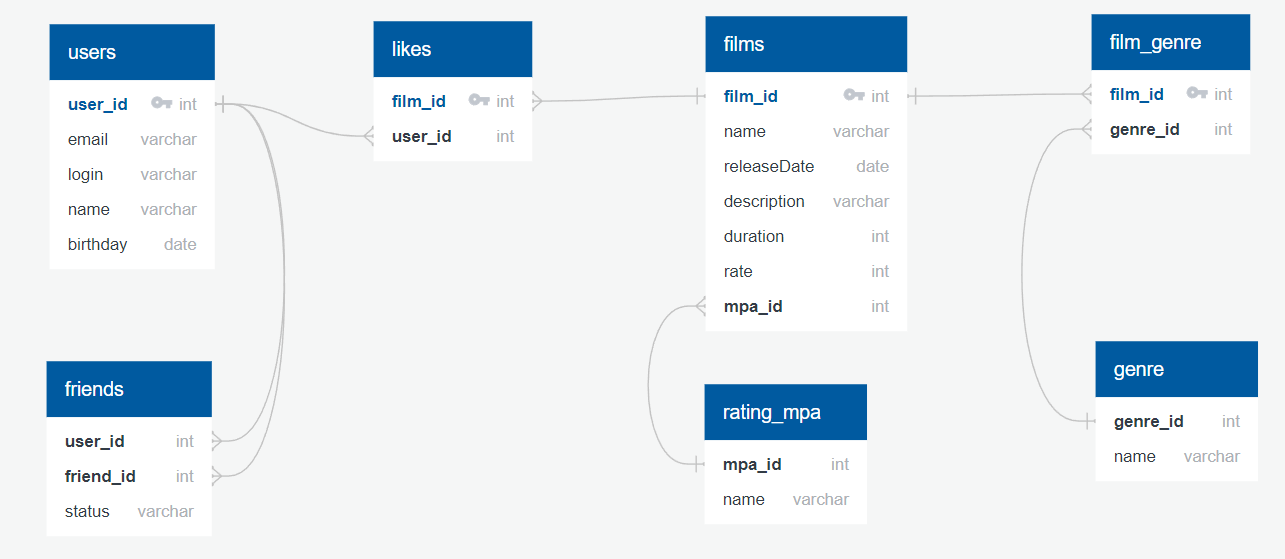 users
user_id int
email varchar
login varchar
name varchar
birthday date
likes
film_id int
user_id int
films
film_id int
name varchar
releaseDate date
description varchar
duration int
rate int
mpa_id int
film_genre
film_id int
genre_id int
friends
user_id int
friend_id int
status varchar
rating_mpa
mpa_id int
name varchar
genre
genre_id int
name varchar